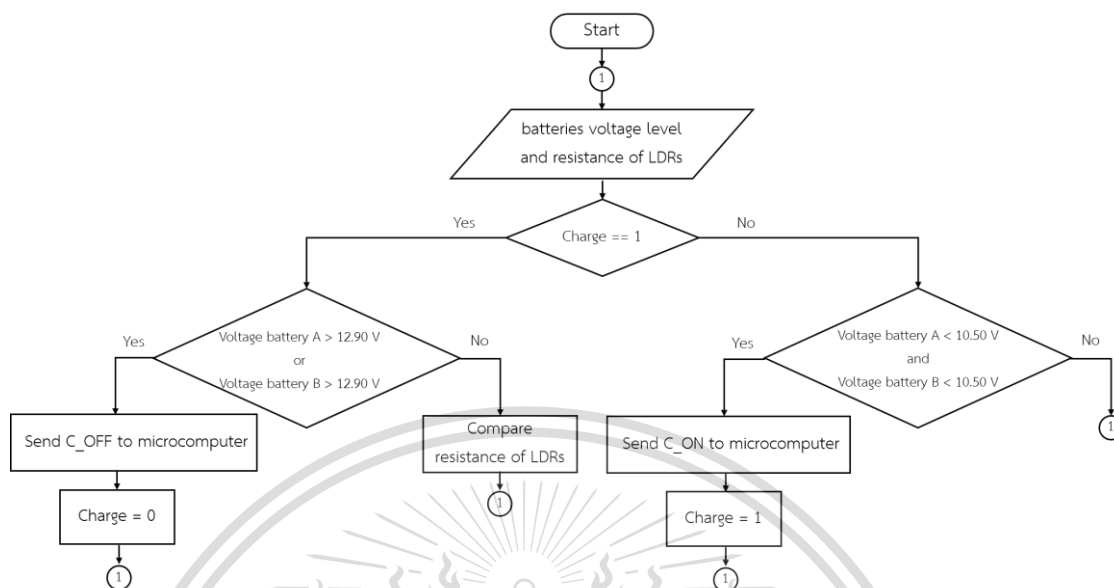 Start
1
batteries voltage level
and resistance of LDRs
Charge == 1
Yes
No
Voltage battery A > 12.90 V
or
Voltage battery B > 12.90 V
Yes
No
Voltage battery A < 10.50 V
and
Voltage battery B < 10.50 V
Yes
No
Send C_OFF to microcomputer
Compare
resistance of LDRs
Send C_ON to microcomputer
1
Charge = 0
1
Charge = 1
1
1